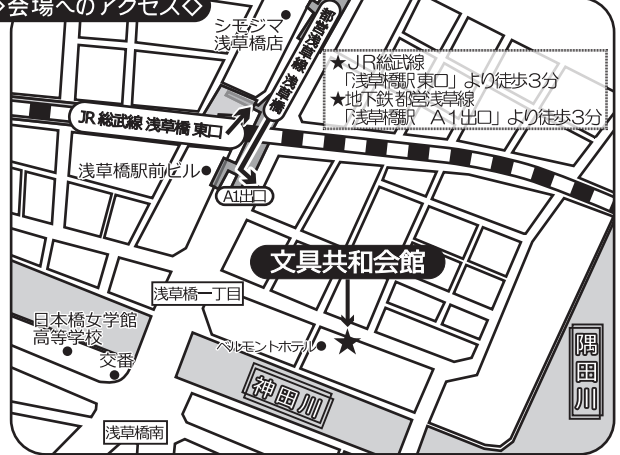 ◇会場へのアクセス◇
シモジマ
浅草橋店
都営浅草線 浅草橋
★JR総武線
「浅草橋駅東口」より徒歩3分
★地下鉄都営浅草線
「浅草橋駅 A1出口」より徒歩3分
JR 総武線 浅草橋 東口
浅草橋駅前ビル
A1出口
文具共和会館
浅草橋一丁目
日本橋女学館
高等学校
交番
ベルモントホテル
★
隅田川
神田川
浅草橋南